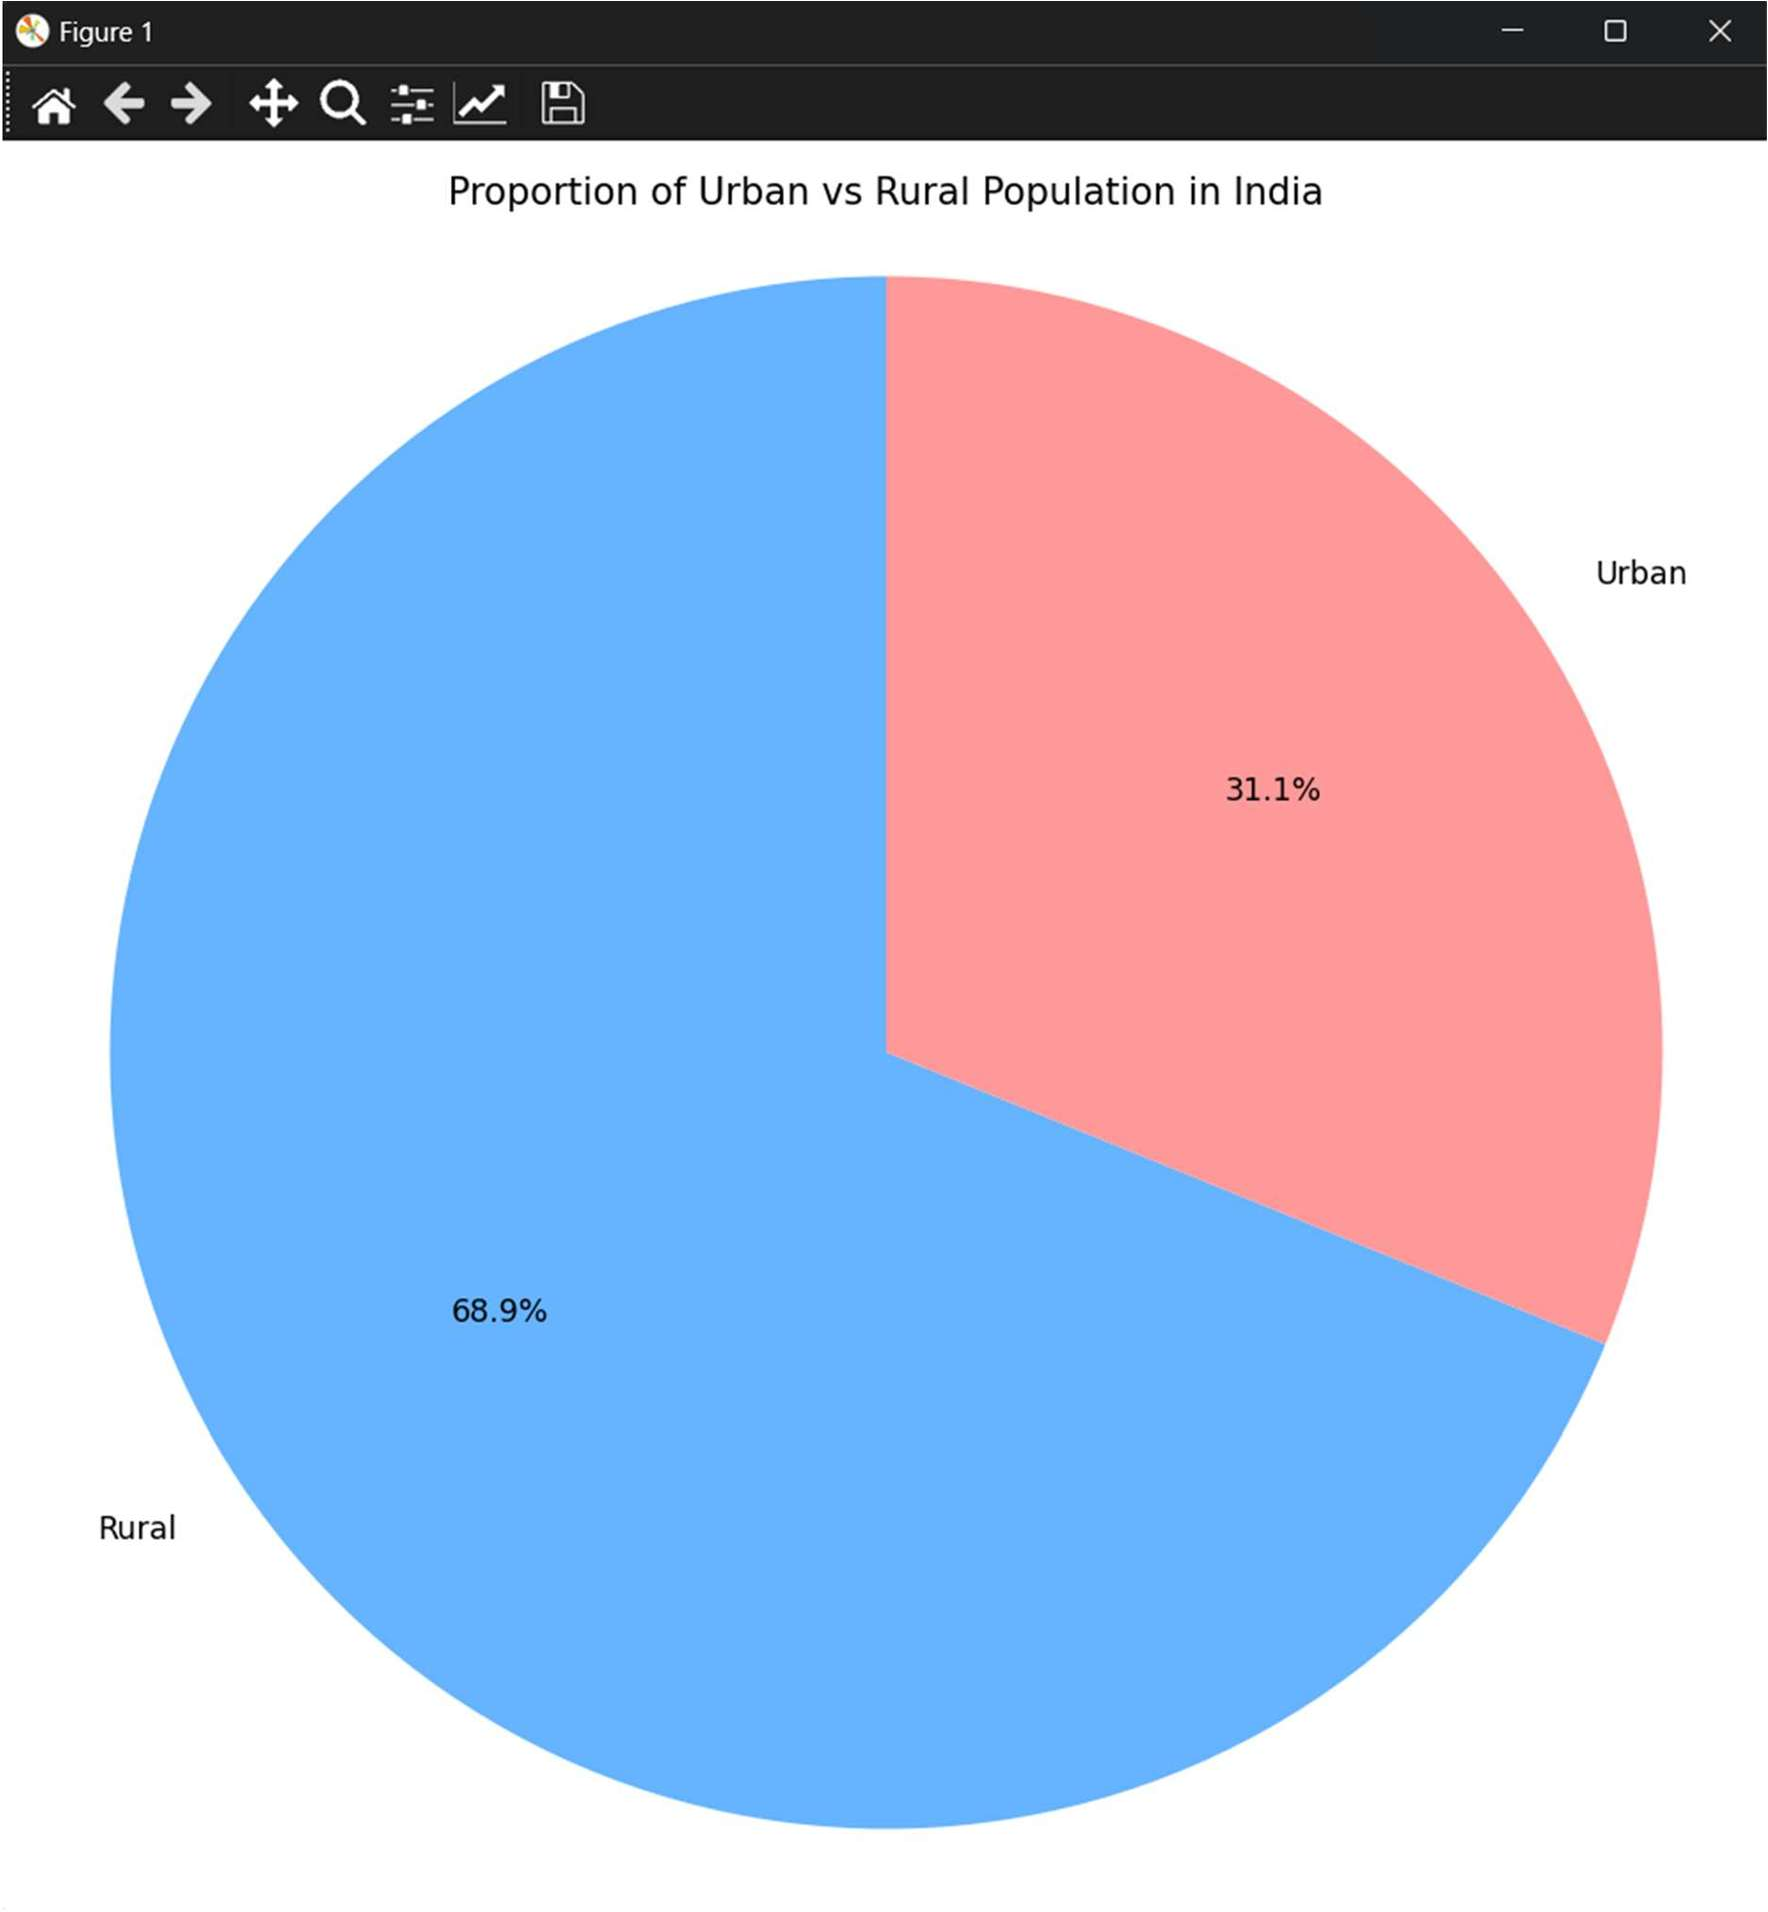 Figure 1
Proportion of Urban vs Rural Population in India
Urban
31.1%
68.9%
Rural